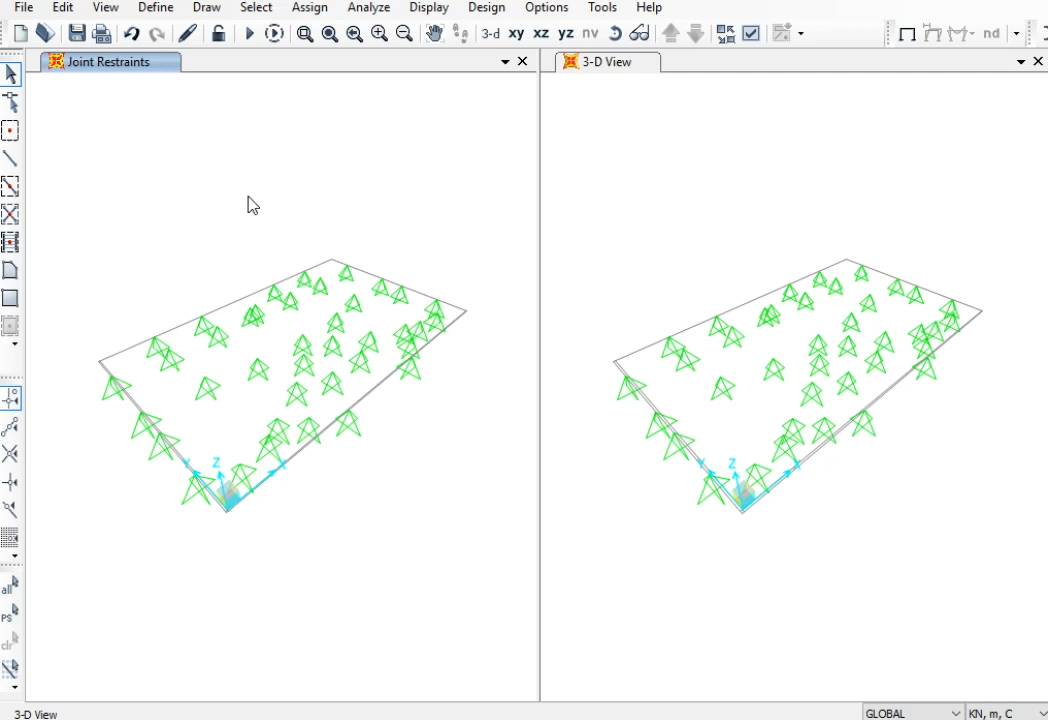 File Edit View Define Draw Select Assign Analyze Display Design Options Tools Help
3-d xy xz yz nv nd
Joint Restraints
3-D View
Z
Z
all
PS
clr
3-D View GLOBAL KN, m, C